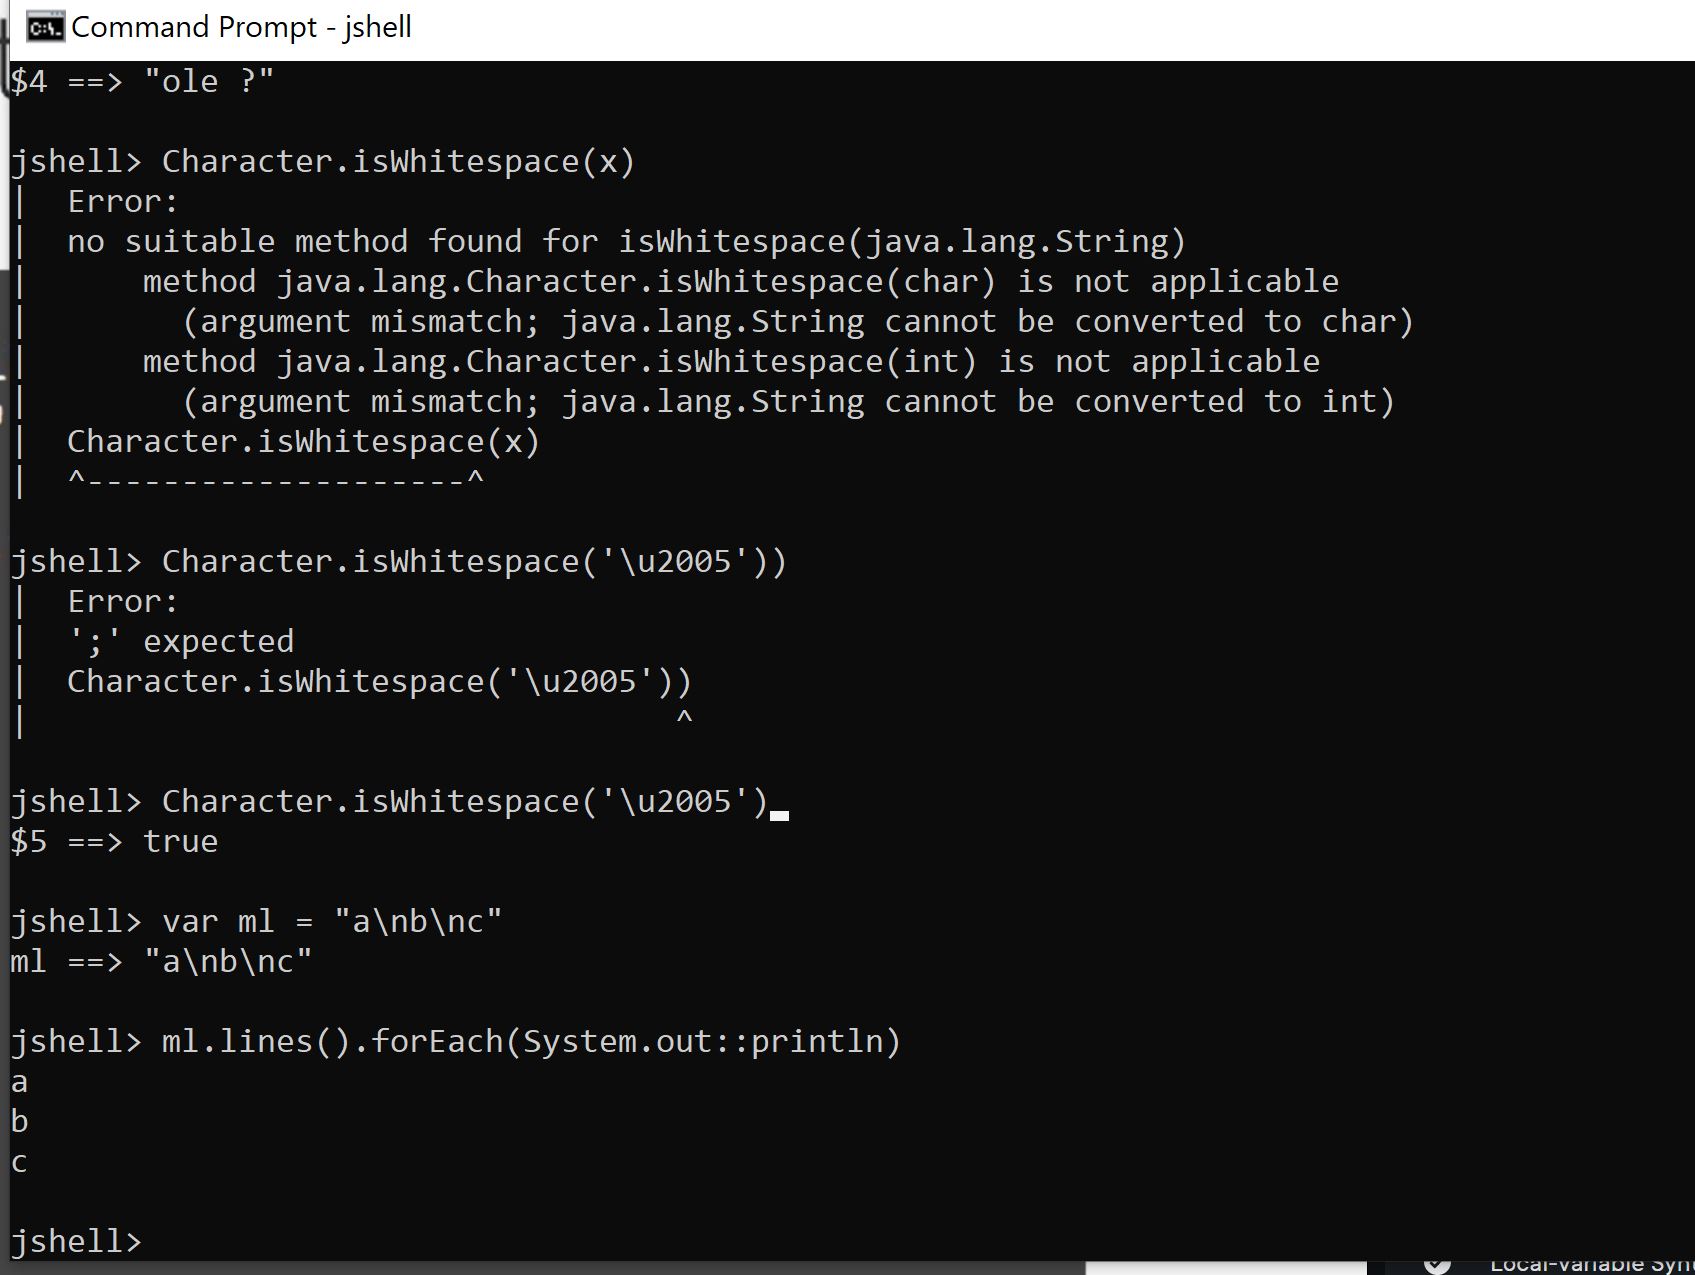 Command Prompt - jshell
$4 ==> "ole ?"
jshell> Character.isWhitespace(x)
|  Error:
|  no suitable method found for isWhitespace(java.lang.String)
|      method java.lang.Character.isWhitespace(char) is not applicable
|        (argument mismatch; java.lang.String cannot be converted to char)
|      method java.lang.Character.isWhitespace(int) is not applicable
|        (argument mismatch; java.lang.String cannot be converted to int)
|  Character.isWhitespace(x)
|  ^--------------------^
jshell> Character.isWhitespace('\u2005'))
|  Error:
|  ';' expected
|  Character.isWhitespace('\u2005'))
|                                  ^
jshell> Character.isWhitespace('\u2005')
$5 ==> true
jshell> var ml = "a\nb\nc"
ml ==> "a\nb\nc"
jshell> ml.lines().forEach(System.out::println)
a
b
c
jshell>
Local-Variable